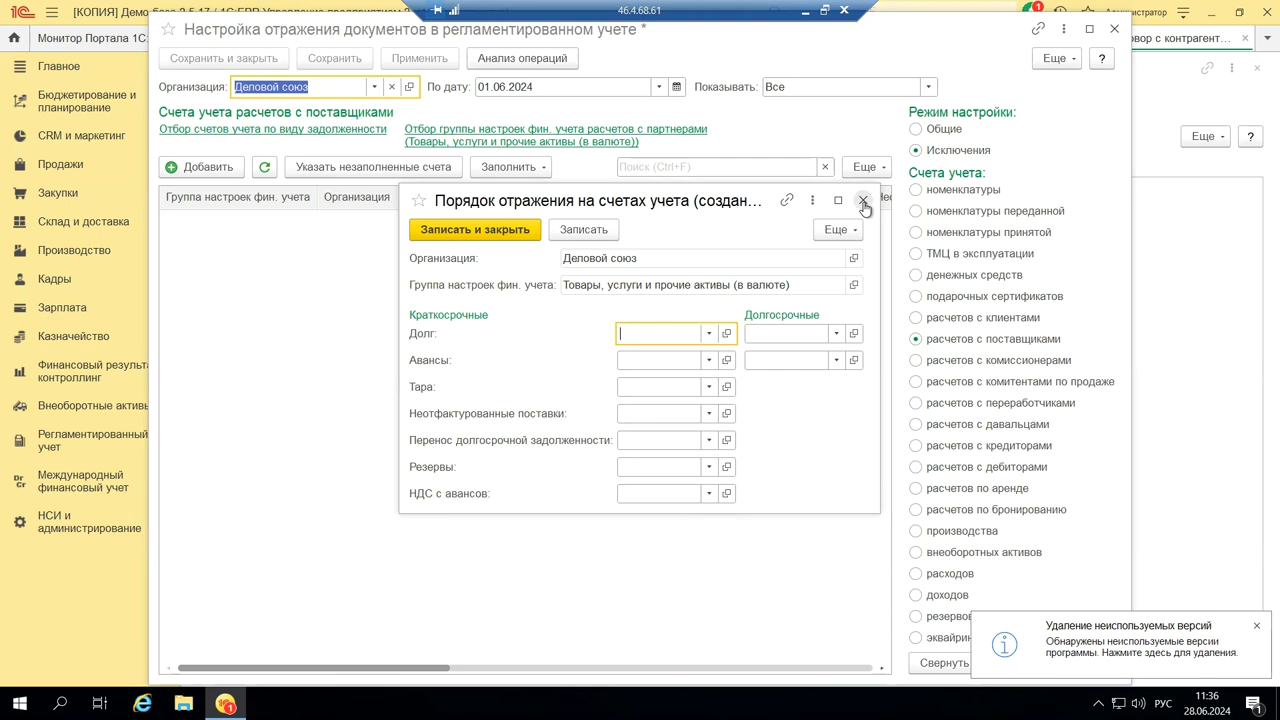 [КОПИЯ] Демо-База 2.5.17 / 1С:ERP Управление предприятием 2
46.4.68.61
1
Администратор
Настройка отражения документов в регламентированном учете *
Монитор Портала 1С:
вор с контрагент...
Сохранить и закрыть
Сохранить
Применить
Анализ операций
Еще
?
Организация:
Деловой союз
По дату:
01.06.2024
Показывать:
Все
Счета учета расчетов с поставщиками
Отбор счетов учета по виду задолженности
Отбор группы настроек фин. учета расчетов с партнерами
(Товары, услуги и прочие активы (в валюте))
Добавить
Указать незаполненные счета
Заполнить
Поиск (Ctrl+F)
×
Еще
Группа настроек фин. учета
Организация
Порядок отражения на счетах учета (создан...
Записать и закрыть
Записать
Еще
Организация:
Деловой союз
Группа настроек фин. учета:
Товары, услуги и прочие активы (в валюте)
Краткосрочные
Долгосрочные
Долг:
Авансы:
Тара:
Неотфактурованные поставки:
Перенос долгосрочной задолженности:
Резервы:
НДС с авансов:
Режим настройки:
Общие
Исключения
Счета учета:
номенклатуры
номенклатуры переданной
номенклатуры принятой
ТМЦ в эксплуатации
денежных средств
подарочных сертификатов
расчетов с клиентами
расчетов с поставщиками
расчетов с комиссионерами
расчетов с комитентами по продаже
расчетов с переработчиками
расчетов с давальцами
расчетов с кредиторами
расчетов с дебиторами
расчетов по аренде
расчетов по бронированию
производства
внеоборотных активов
расходов
доходов
резервов
эквайрин
Свернуть
Еще
?
Главное
Бюджетирование и
планирование
CRM и маркетинг
Продажи
Закупки
Склад и доставка
Производство
Кадры
Зарплата
Казначейство
Финансовый результа
контроллинг
Внеоборотные активы
Регламентированный
учет
Международный
финансовый учет
НСИ и
администрирование
Удаление неиспользуемых версий
Обнаружены неиспользуемые версии
программы. Нажмите здесь для удаления.
РУС
11:36
28.06.2024
1
1